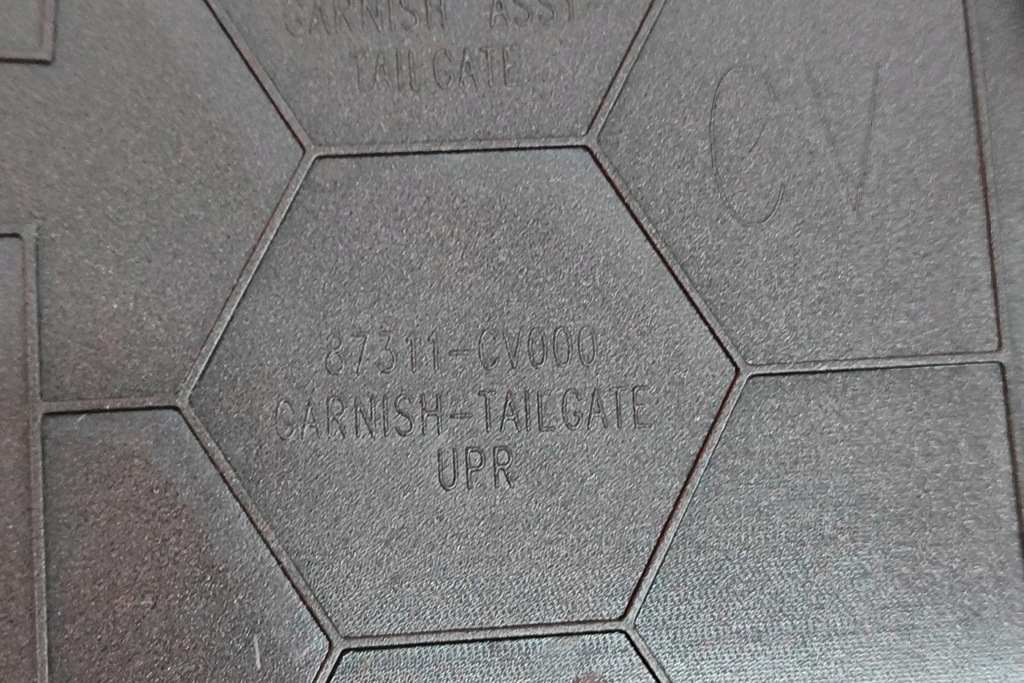 GARNISH ASSY-
TAILGATE
CV
87311-CV000
GARNISH-TAILGATE
UPR